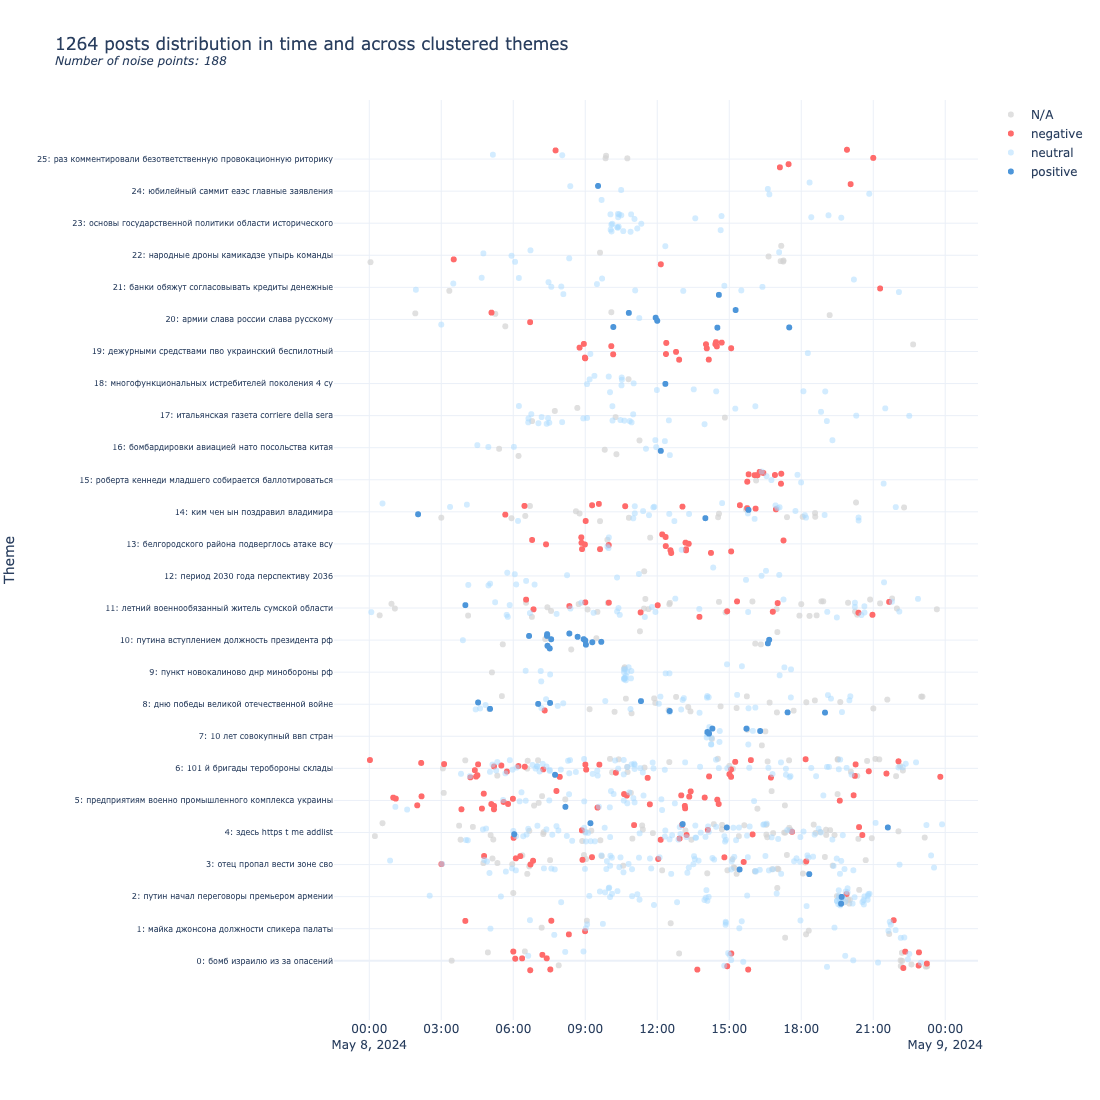 1264 posts distribution in time and across clustered themes
Number of noise points: 188
N/A
negative
neutral
positive
Theme
25: раз комментировали безответственную провокационную риторику
24: юбилейный саммит еаэс главные заявления
23: основы государственной политики области исторического
22: народные дроны камикадзе упырь команды
21: банки обяжут согласовывать кредиты денежные
20: армии слава россии слава русскому
19: дежурными средствами пво украинский беспилотный
18: многофункциональных истребителей поколения 4 су
17: итальянская газета corriere della sera
16: бомбардировки авиацией нато посольства китая
15: роберта кеннеди младшего собирается баллотироваться
14: ким чен ын поздравил владимира
13: белгородского района подверглось атаке всу
12: период 2030 года перспективу 2036
11: летний военнообязанный житель сумской области
10: путина вступлением должность президента рф
9: пункт новокалиново днр минобороны рф
8: дню победы великой отечественной войне
7: 10 лет совокупный ввп стран
6: 101 й бригады теробороны склады
5: предприятиям военно промышленного комплекса украины
4: здесь https t me addlist
3: отец пропал вести зоне сво
2: путин начал переговоры премьером армении
1: майка джонсона должности спикера палаты
0: бомб израилю из за опасений
00:00 03:00 06:00 09:00 12:00 15:00 18:00 21:00 00:00
May 8, 2024 May 9, 2024